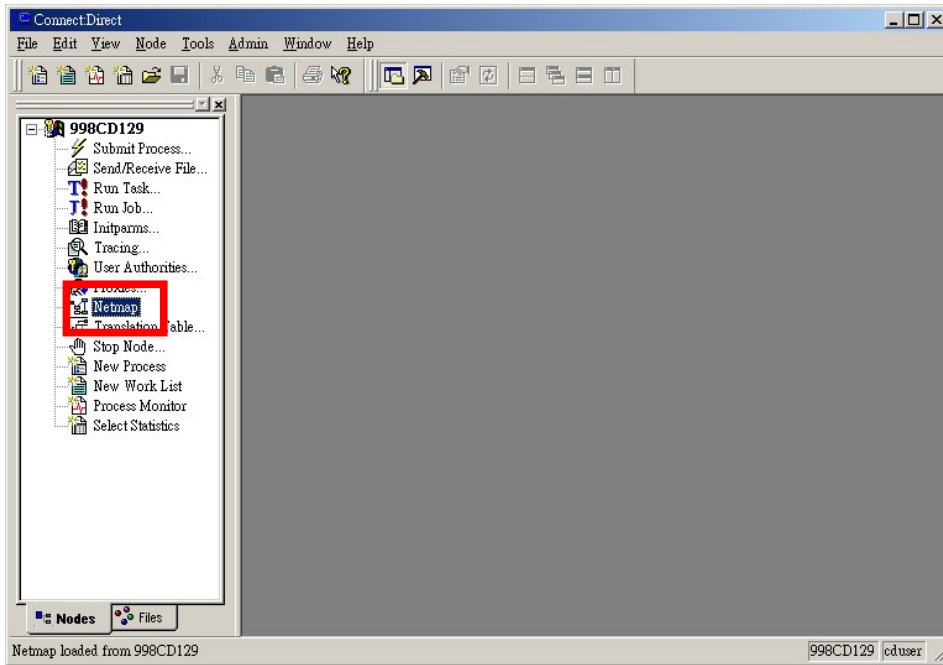 Connect:Direct
File Edit View Node Tools Admin Window Help
998CD129
Submit Process...
Send/Receive File...
Run Task...
Run Job...
Initparms...
Tracing...
User Authorities...
Proxies...
Netmap
Translation Table...
Stop Node...
New Process
New Work List
Process Monitor
Select Statistics
Nodes Files
Netmap loaded from 998CD129 998CD129 cduser